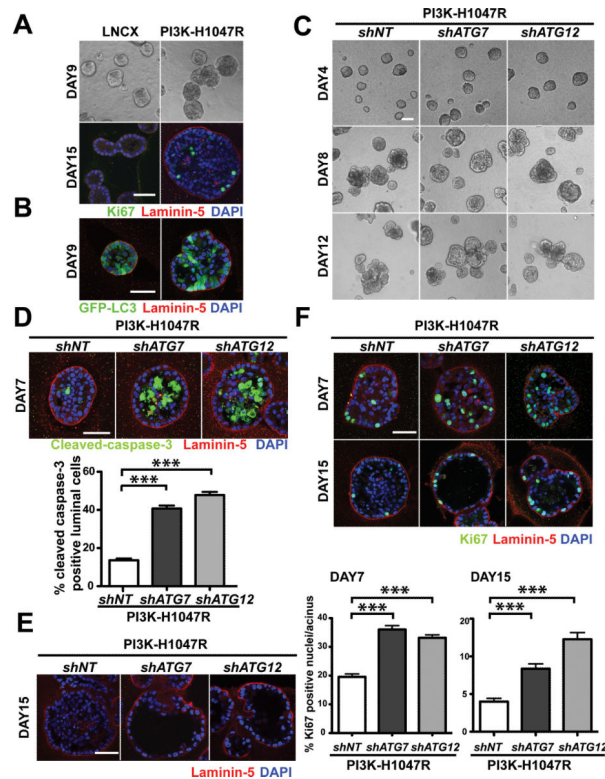 A
LNCX PI3K-H1047R
DAY9
DAY15
Ki67 Laminin-5 DAPI
B
DAY9
GFP-LC3 Laminin-5 DAPI
C
PI3K-H1047R
shNT shATG7 shATG12
DAY4
DAY8
DAY12
D
PI3K-H1047R
shNT shATG7 shATG12
DAY7
Cleaved-caspase-3 Laminin-5 DAPI
% cleaved caspase-3
positive luminal cells
60
40
20
0
***
***
shNT shATG7 shATG12
PI3K-H1047R
E
PI3K-H1047R
shNT shATG7 shATG12
DAY15
Laminin-5 DAPI
F
PI3K-H1047R
shNT shATG7 shATG12
DAY7
DAY15
Ki67 Laminin-5 DAPI
% Ki67 positive nuclei/acinus
DAY7
40
30
20
10
0
***
***
shNT shATG7 shATG12
PI3K-H1047R
DAY15
20
15
5
0
***
***
shNT shATG7 shATG12
PI3K-H1047R